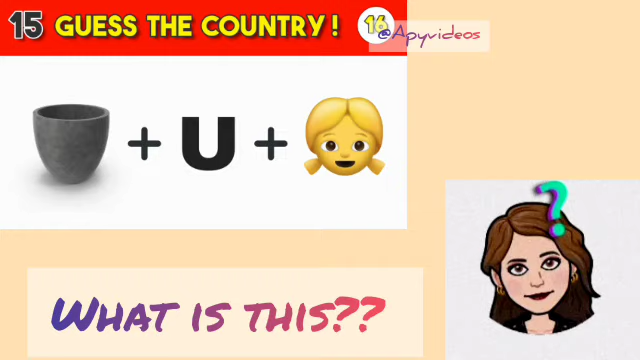 15 GUESS THE COUNTRY! 16
@Apyvideos
+ U +
WHAT IS THIS??
?